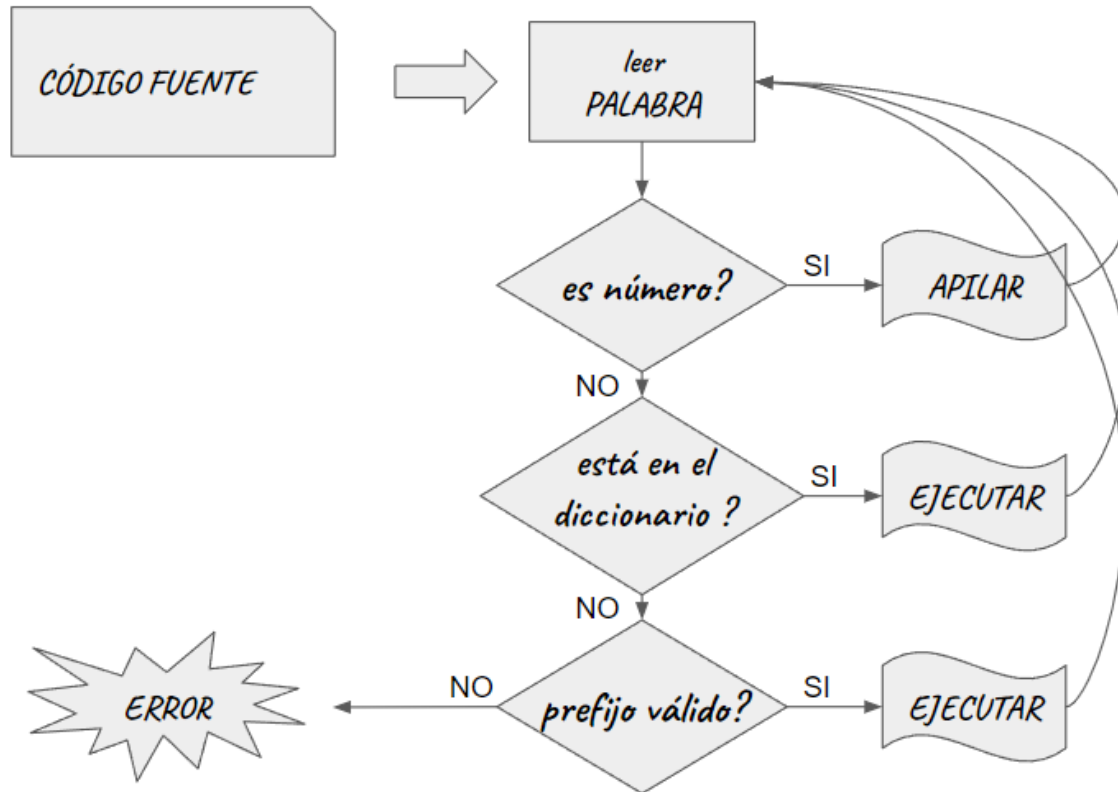 CÓDIGO FUENTE
leer
PALABRA
es número?
SI
APILAR
NO
está en el
diccionario ?
SI
EJECUTAR
NO
prefijo válido?
SI
EJECUTAR
NO
ERROR